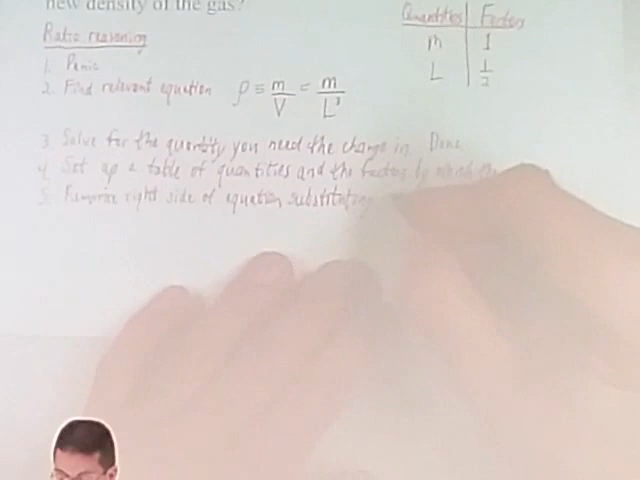 new density of the gas?
Ratio reasoning
1. Panic
2. Find relevant equation ρ ≡ m/V = m/L³
3. Solve for the quantity you need the change in. Done.
4. Set up a table of quantities and the factors by which the
5. right side of equation substituting
Quantities | Factors
m | 1
L | 1/2